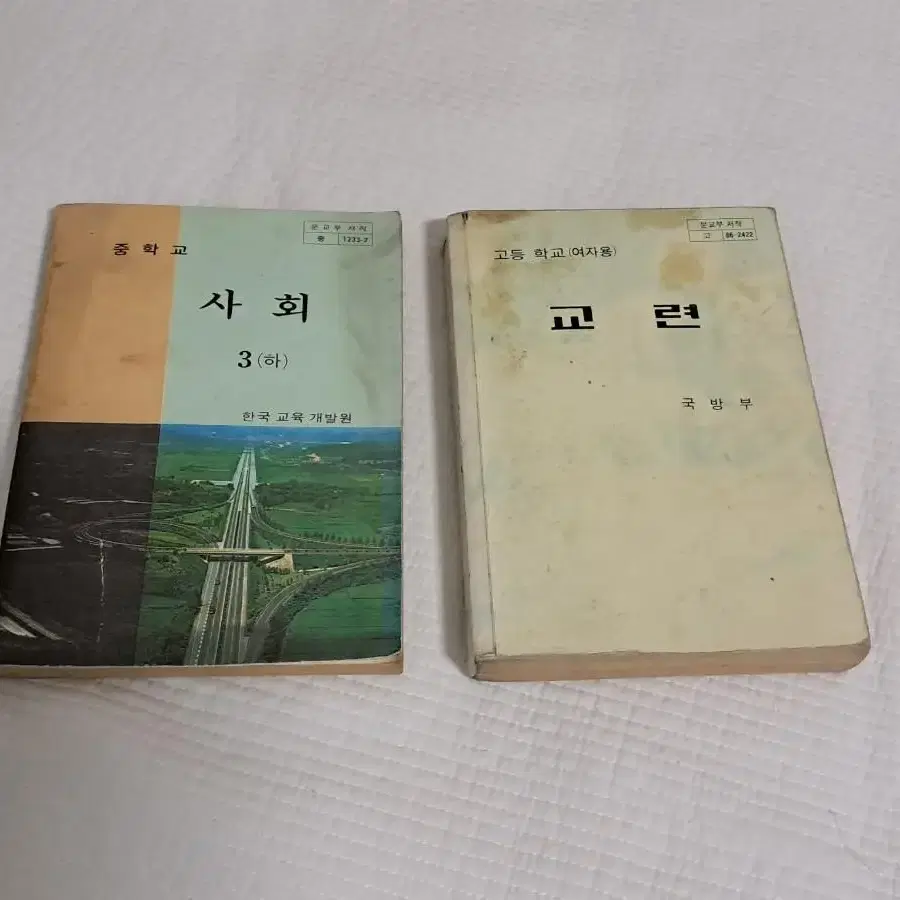 문교부 저작
중 1233-7
중학교
사회
3 (하)
한국 교육 개발원
문교부 저작
고 86-2422
고등 학교 (여자용)
교련
국방부